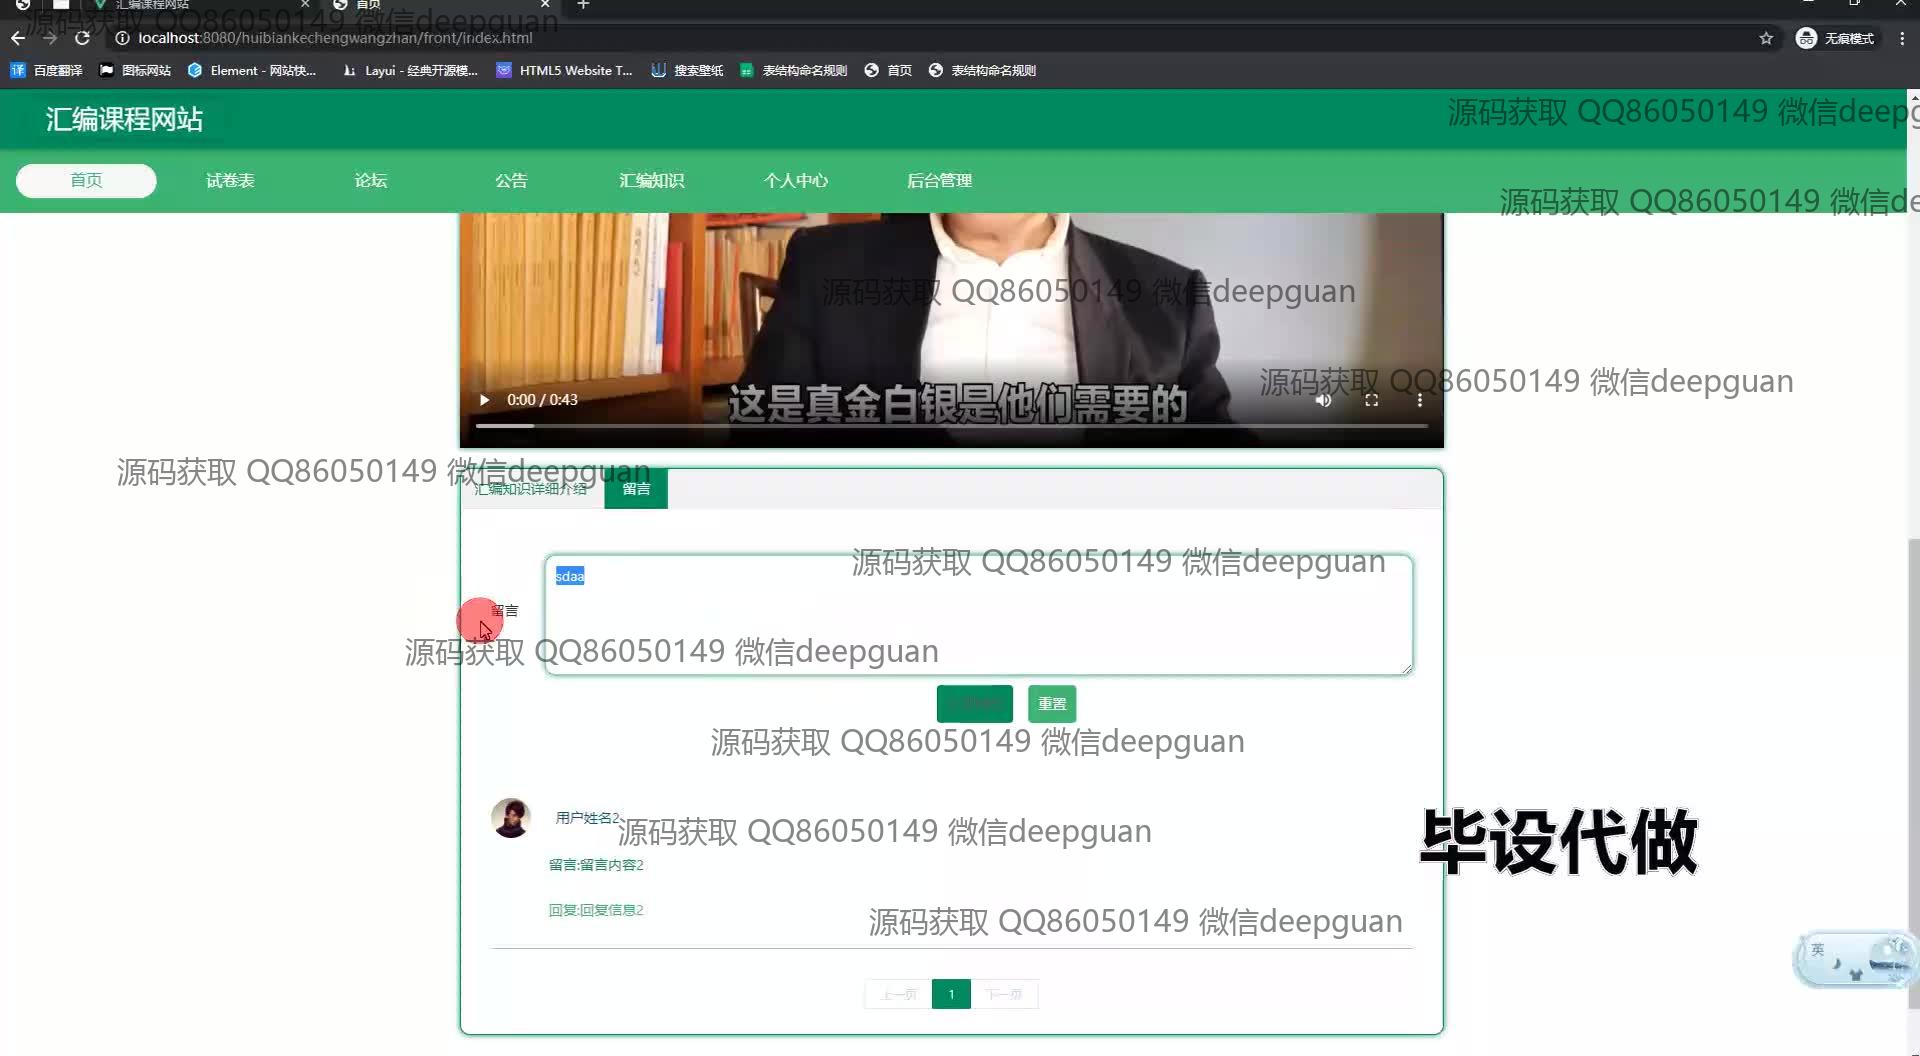 汇编课程网站
首页
源码获取 QQ86050149 微信deepguan
localhost:8080/huibiankechengwangzhan/front/index.html
无痕模式
百度翻译 图标网站 Element - 网站快... Layui - 经典开源模... HTML5 Website T... 搜索壁纸 表结构命名规则 首页 表结构命名规则
汇编课程网站
源码获取 QQ86050149 微信deepg
首页 试卷表 论坛 公告 汇编知识 个人中心 后台管理
源码获取 QQ86050149 微信de
源码获取 QQ86050149 微信deepguan
源码获取 QQ86050149 微信deepguan
0:00 / 0:43
这是真金白银是他们需要的
源码获取 QQ86050149 微信deepguan
汇编知识详细介绍 留言
源码获取 QQ86050149 微信deepguan
sdaa
留言
源码获取 QQ86050149 微信deepguan
重置
源码获取 QQ86050149 微信deepguan
用户姓名2
源码获取 QQ86050149 微信deepguan
毕设代做
留言:留言内容2
回复:回复信息2
源码获取 QQ86050149 微信deepguan
英
上一页 1 下一页